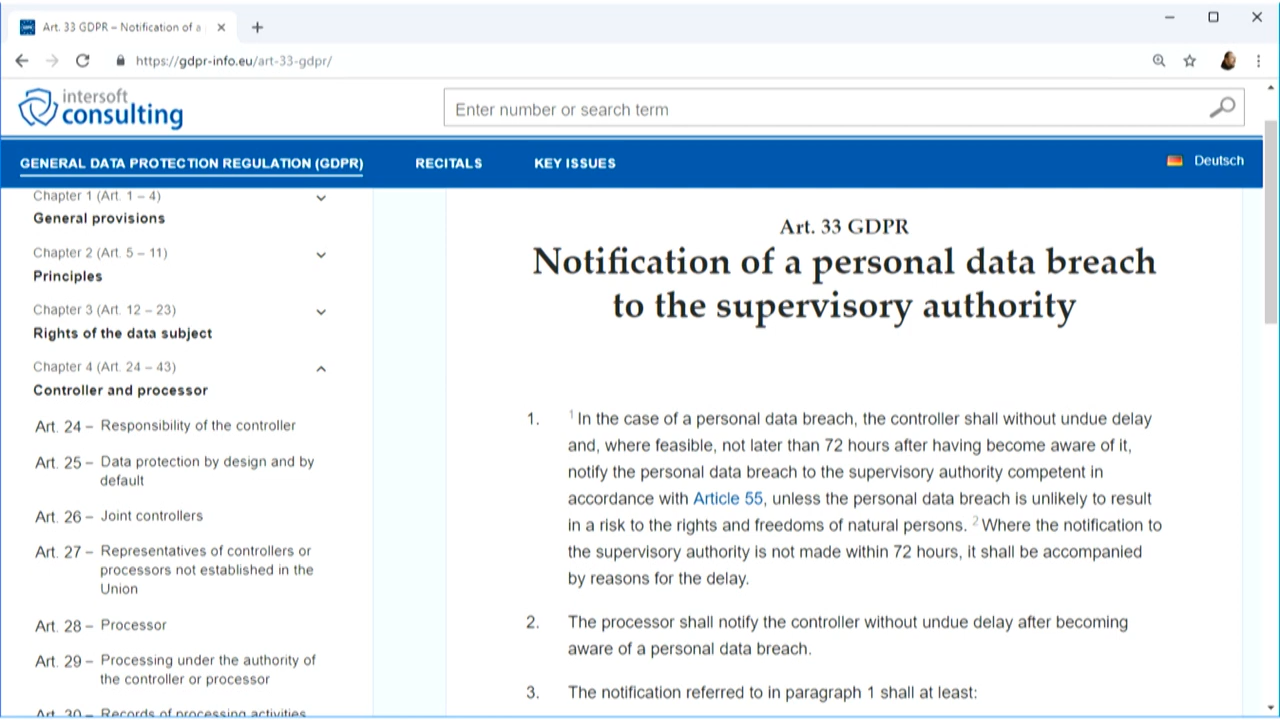 Art. 33 GDPR – Notification of a
https://gdpr-info.eu/art-33-gdpr/
intersoft
consulting
Enter number or search term
GENERAL DATA PROTECTION REGULATION (GDPR)
RECITALS
KEY ISSUES
Deutsch
Chapter 1 (Art. 1 – 4)
General provisions
Chapter 2 (Art. 5 – 11)
Principles
Chapter 3 (Art. 12 – 23)
Rights of the data subject
Chapter 4 (Art. 24 – 43)
Controller and processor
Art. 24 – Responsibility of the controller
Art. 25 – Data protection by design and by
default
Art. 26 – Joint controllers
Art. 27 – Representatives of controllers or
processors not established in the
Union
Art. 28 – Processor
Art. 29 – Processing under the authority of
the controller or processor
Art. 30 – Records of processing activities
Art. 33 GDPR
Notification of a personal data breach
to the supervisory authority
1. 1 In the case of a personal data breach, the controller shall without undue delay
and, where feasible, not later than 72 hours after having become aware of it,
notify the personal data breach to the supervisory authority competent in
accordance with Article 55, unless the personal data breach is unlikely to result
in a risk to the rights and freedoms of natural persons. 2 Where the notification to
the supervisory authority is not made within 72 hours, it shall be accompanied
by reasons for the delay.
2. The processor shall notify the controller without undue delay after becoming
aware of a personal data breach.
3. The notification referred to in paragraph 1 shall at least: